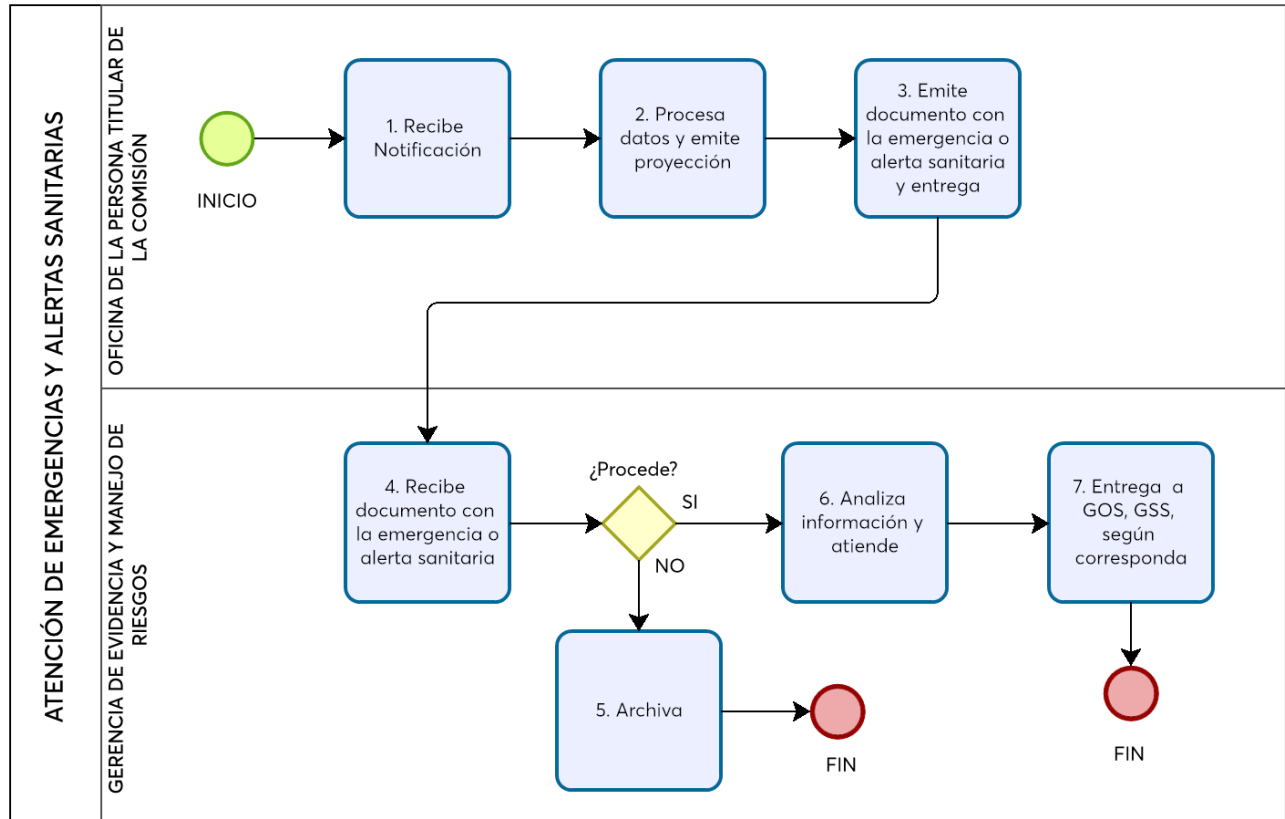 ATENCIÓN DE EMERGENCIAS Y ALERTAS SANITARIAS
OFICINA DE LA PERSONA TITULAR DE
LA COMISIÓN
INICIO
1. Recibe
Notificación
2. Procesa
datos y emite
proyección
3. Emite
documento con
la emergencia o
alerta sanitaria
y entrega
GERENCIA DE EVIDENCIA Y MANEJO DE
RIESGOS
4. Recibe
documento con
la emergencia o
alerta sanitaria
¿Procede?
SI
NO
6. Analiza
información y
atiende
7. Entrega a
GOS, GSS,
según
corresponda
5. Archiva
FIN
FIN